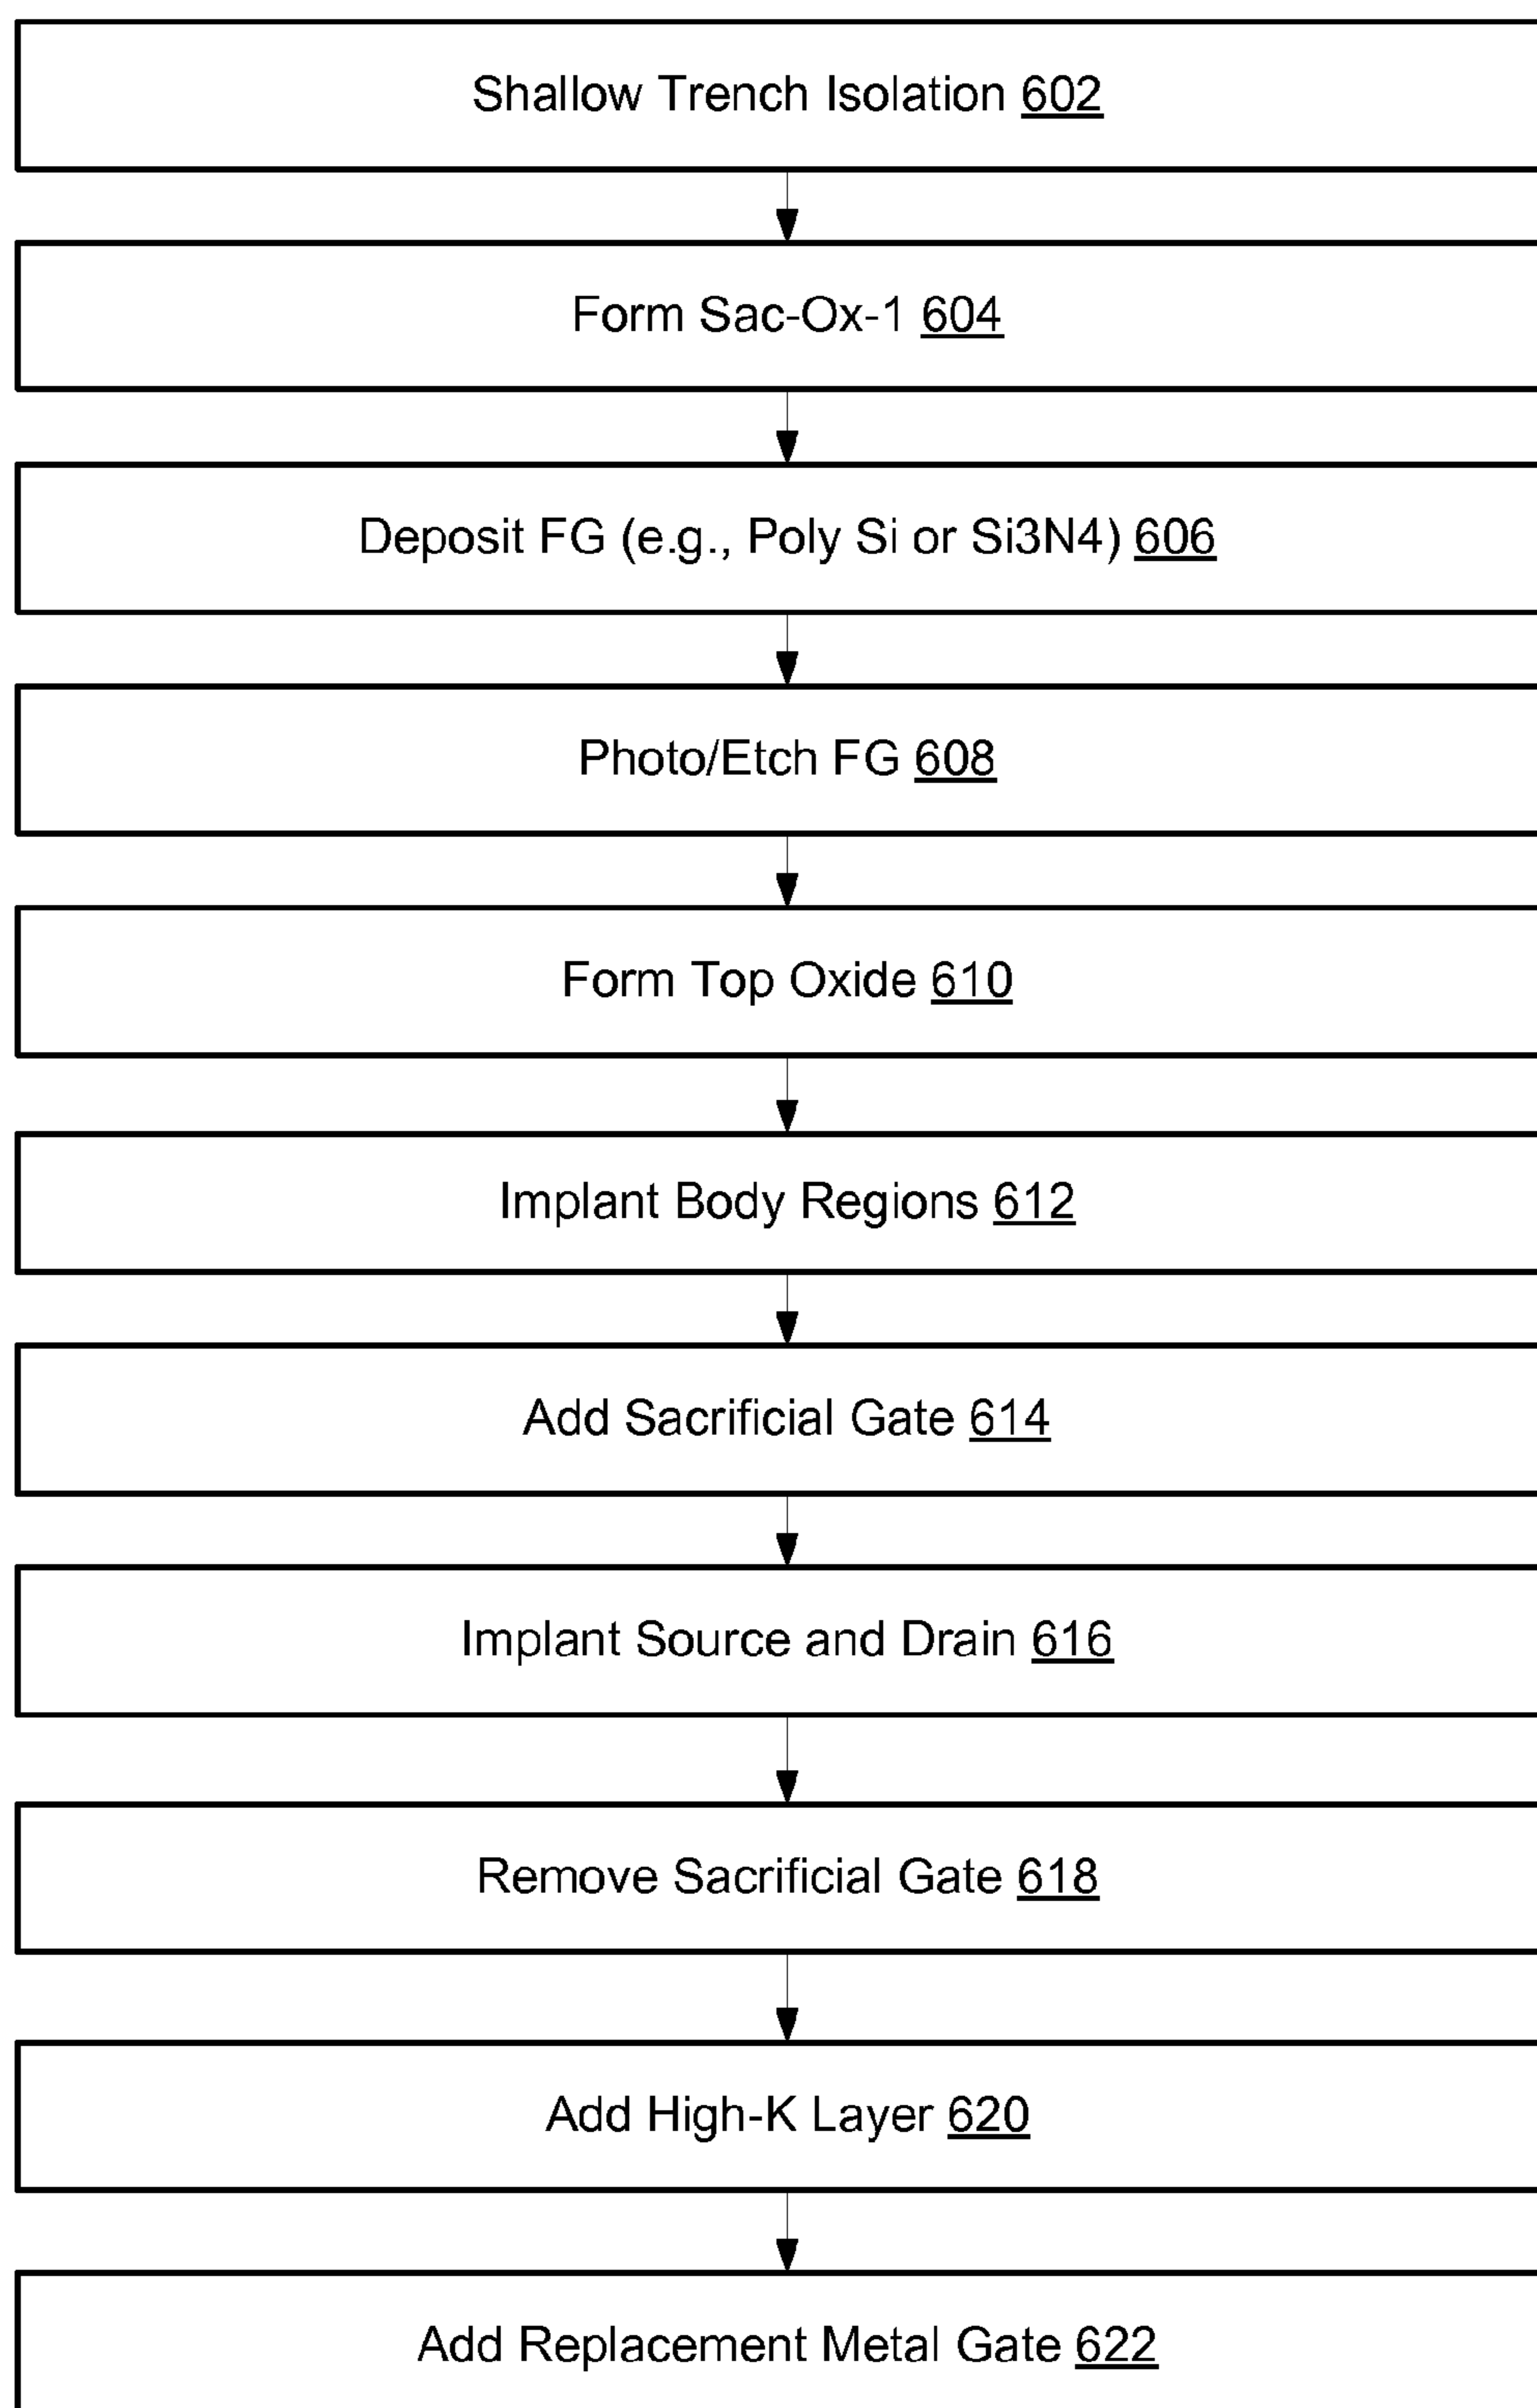 Shallow Trench Isolation 602
Form Sac-Ox-1 604
Deposit FG (e.g., Poly Si or Si3N4) 606
Photo/Etch FG 608
Form Top Oxide 610
Implant Body Regions 612
Add Sacrificial Gate 614
Implant Source and Drain 616
Remove Sacrificial Gate 618
Add High-K Layer 620
Add Replacement Metal Gate 622